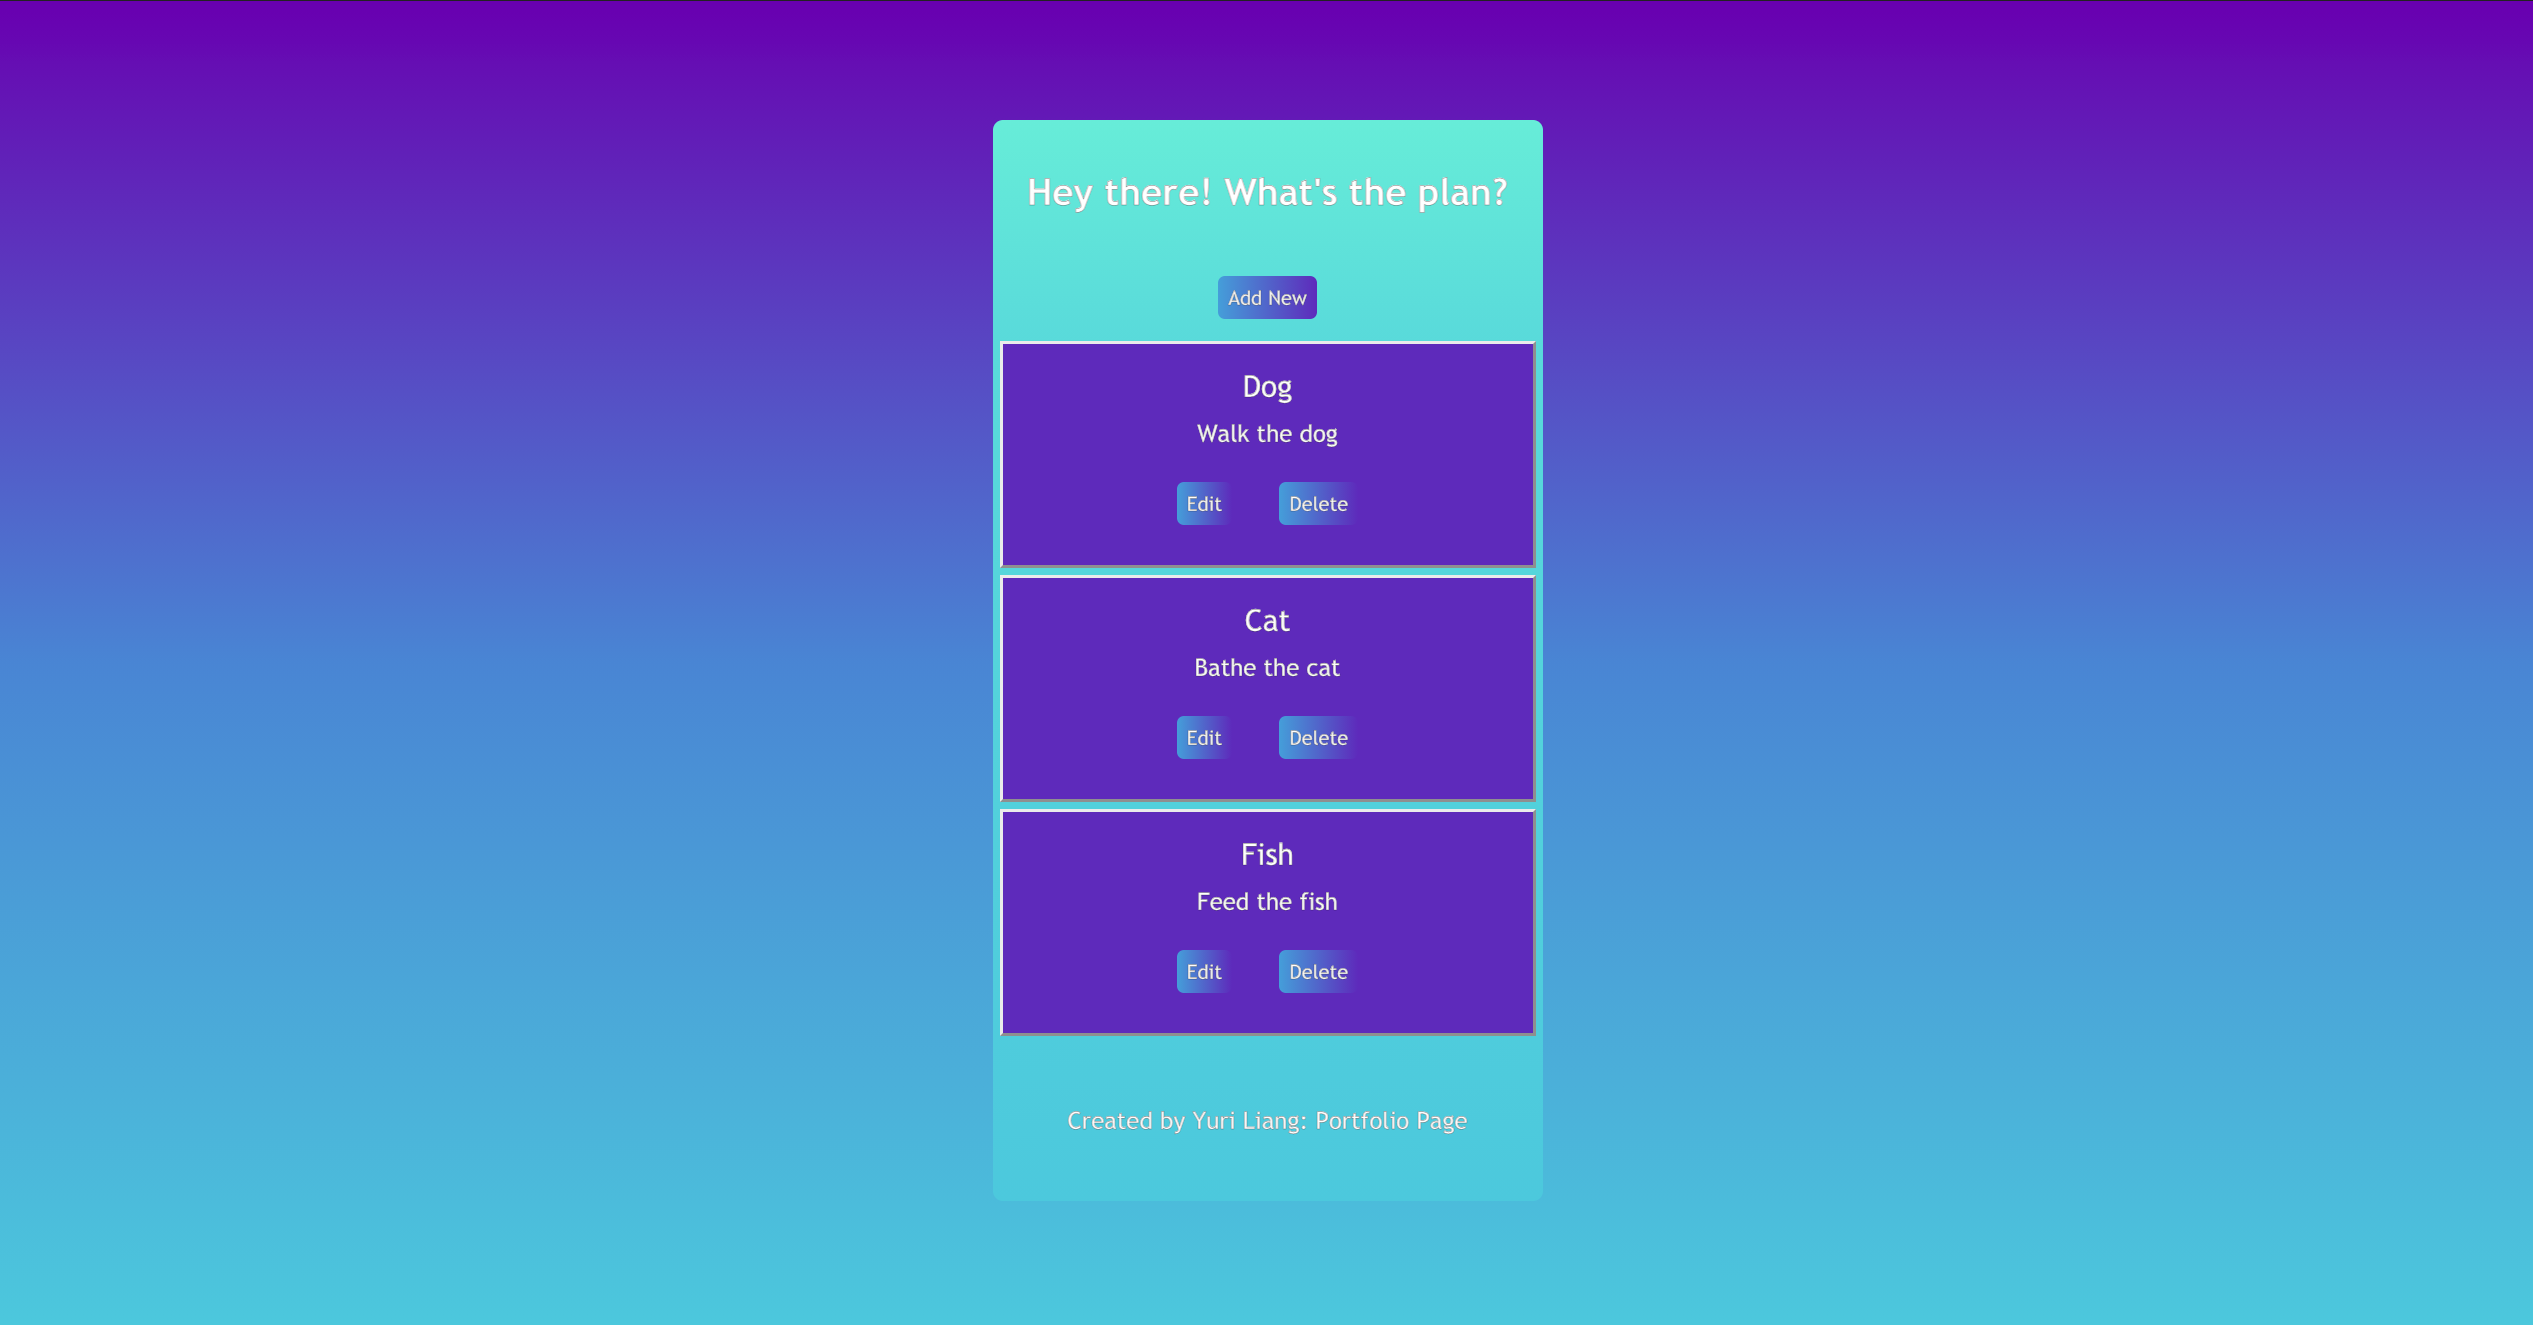 Hey there! What's the plan?
Add New
Dog
Walk the dog
Edit Delete
Cat
Bathe the cat
Edit Delete
Fish
Feed the fish
Edit Delete
Created by Yuri Liang: Portfolio Page